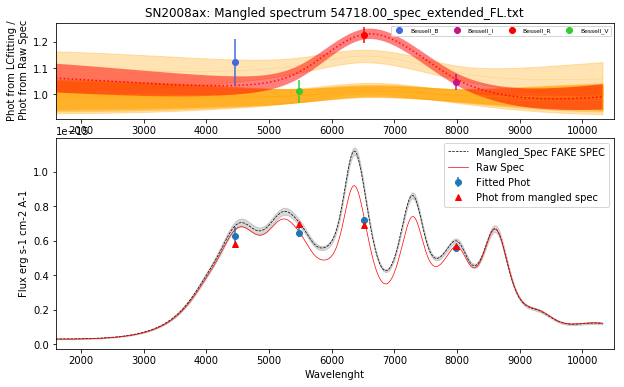 SN2008ax: Mangled spectrum 54718.00_spec_extended_FL.txt
Phot from LCfitting /
Phot from Raw Spec
1.2
1.1
1.0
Bessell_B
Bessell_I
Bessell_R
Bessell_V
2000 3000 4000 5000 6000 7000 8000 9000 10000
1e−15
Flux erg s-1 cm-2 A-1
1.0
0.8
0.6
0.4
0.2
0.0
Mangled_Spec FAKE SPEC
Raw Spec
Fitted Phot
Phot from mangled spec
2000 3000 4000 5000 6000 7000 8000 9000 10000
Wavelenght